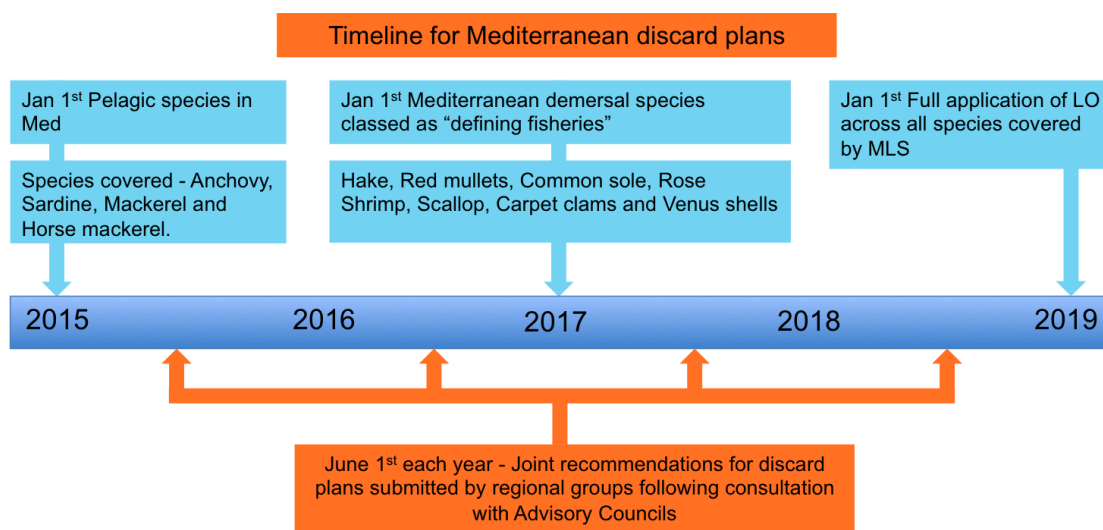 Timeline for Mediterranean discard plans
Jan 1st Pelagic species in
Med
Species covered - Anchovy,
Sardine, Mackerel and
Horse mackerel.
Jan 1st Mediterranean demersal species
classed as “defining fisheries”
Hake, Red mullets, Common sole, Rose
Shrimp, Scallop, Carpet clams and Venus shells
Jan 1st Full application of LO
across all species covered
by MLS
2015
2016
2017
2018
2019
June 1st each year - Joint recommendations for discard
plans submitted by regional groups following consultation
with Advisory Councils